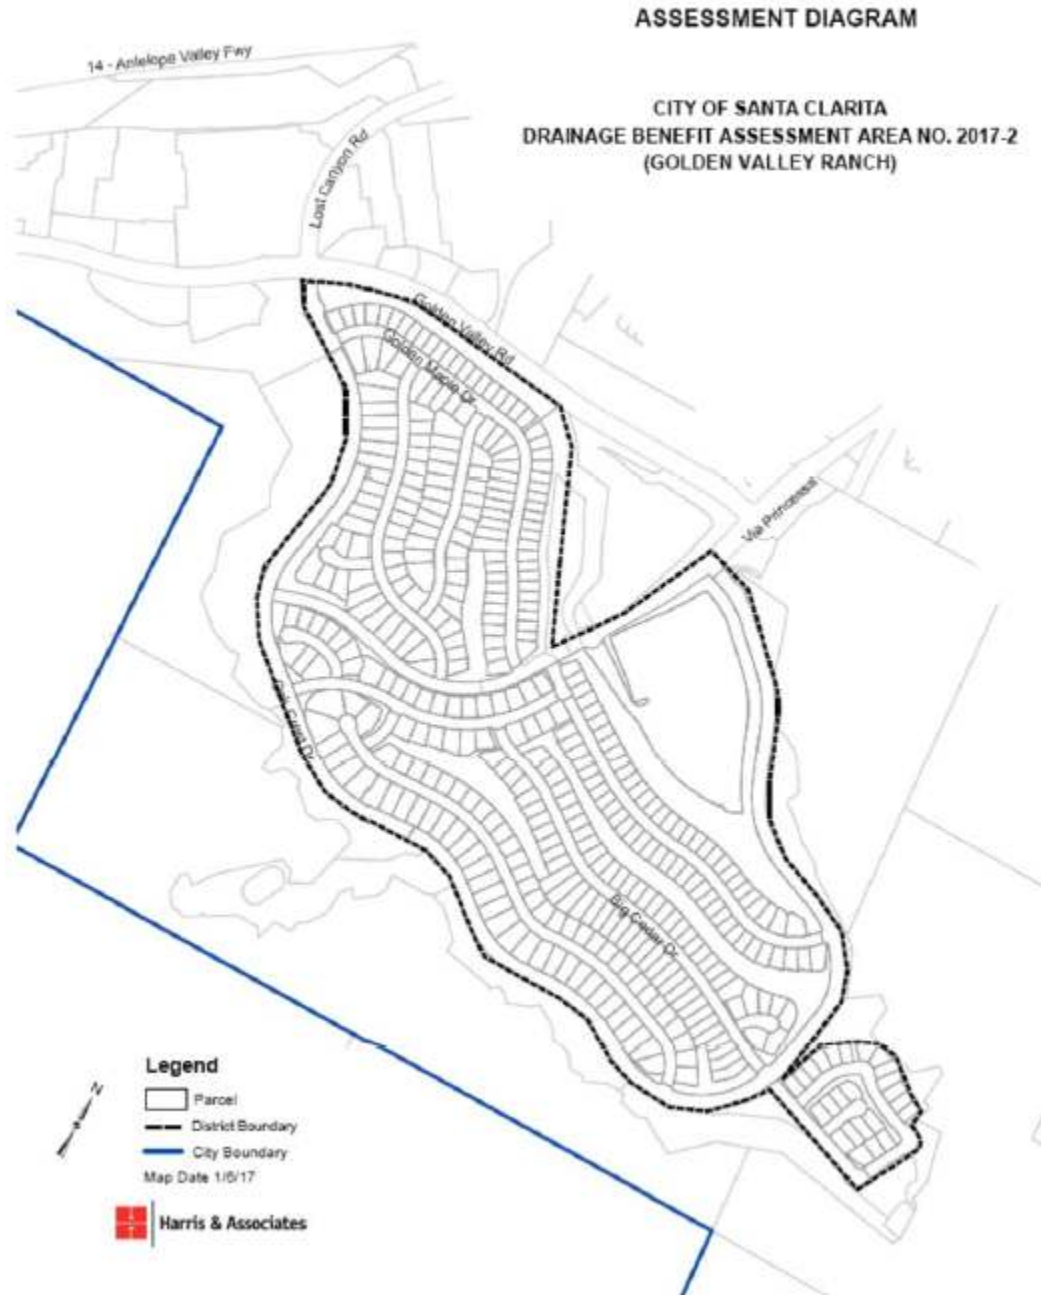 ASSESSMENT DIAGRAM
CITY OF SANTA CLARITA
DRAINAGE BENEFIT ASSESSMENT AREA NO. 2017-2
(GOLDEN VALLEY RANCH)
14 - Antelope Valley Fwy
Lost Canyon Rd
Golden Valley Rd
Golden Maple Dr
Via Princessa
Dr
Big Cedar Dr
Legend
Parcel
District Boundary
City Boundary
Map Date 1/6/17
N
Harris & Associates